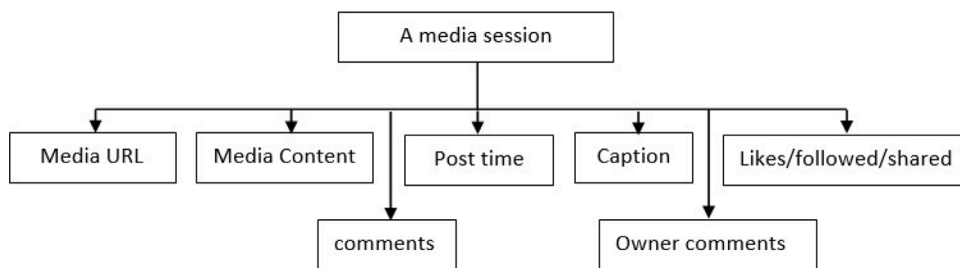 A media session
Media URL
Media Content
Post time
Caption
Likes/followed/shared
comments
Owner comments